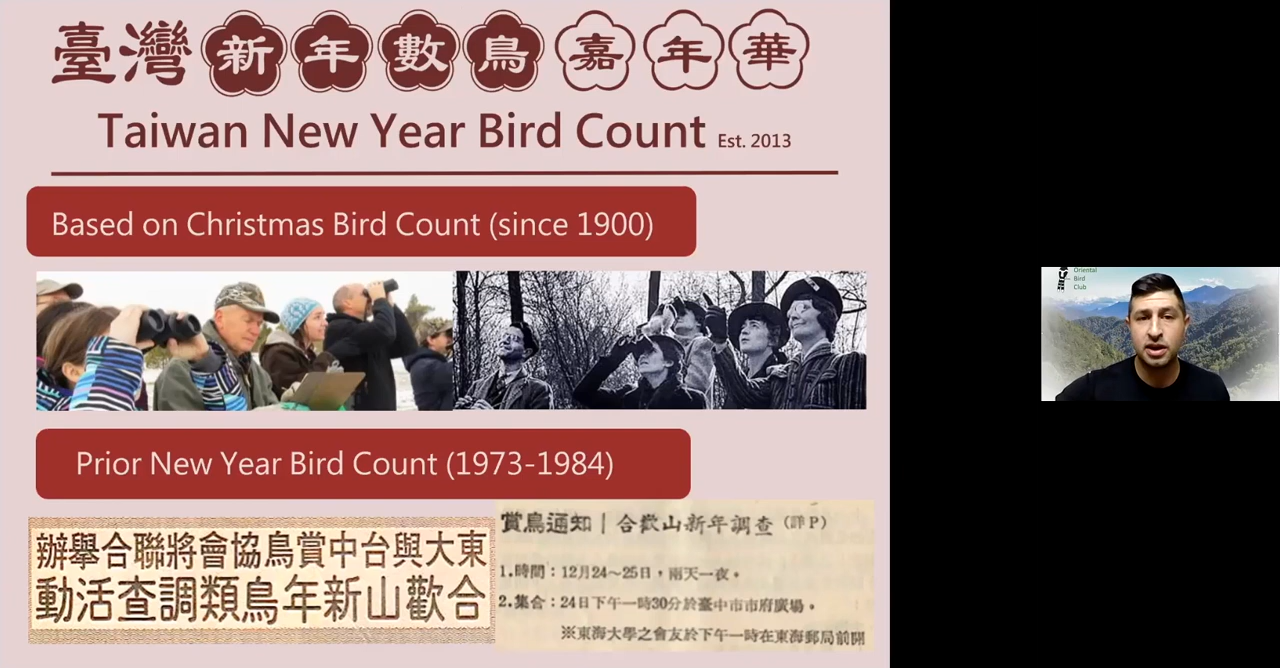 臺灣新年數鳥嘉年華
Taiwan New Year Bird Count Est. 2013
Based on Christmas Bird Count (since 1900)
Prior New Year Bird Count (1973-1984)
東大與台中賞鳥協會將聯合舉辦
合歡山新年鳥類調查活動
賞鳥通知|合歡山新年調查(詳P)
1.時間:12月24~25日,兩天一夜。
2.集合:24日下午一時30分於臺中市市府廣場。
※東海大學之會友於下午一時在東海郵局前開
Oriental
Bird
Club